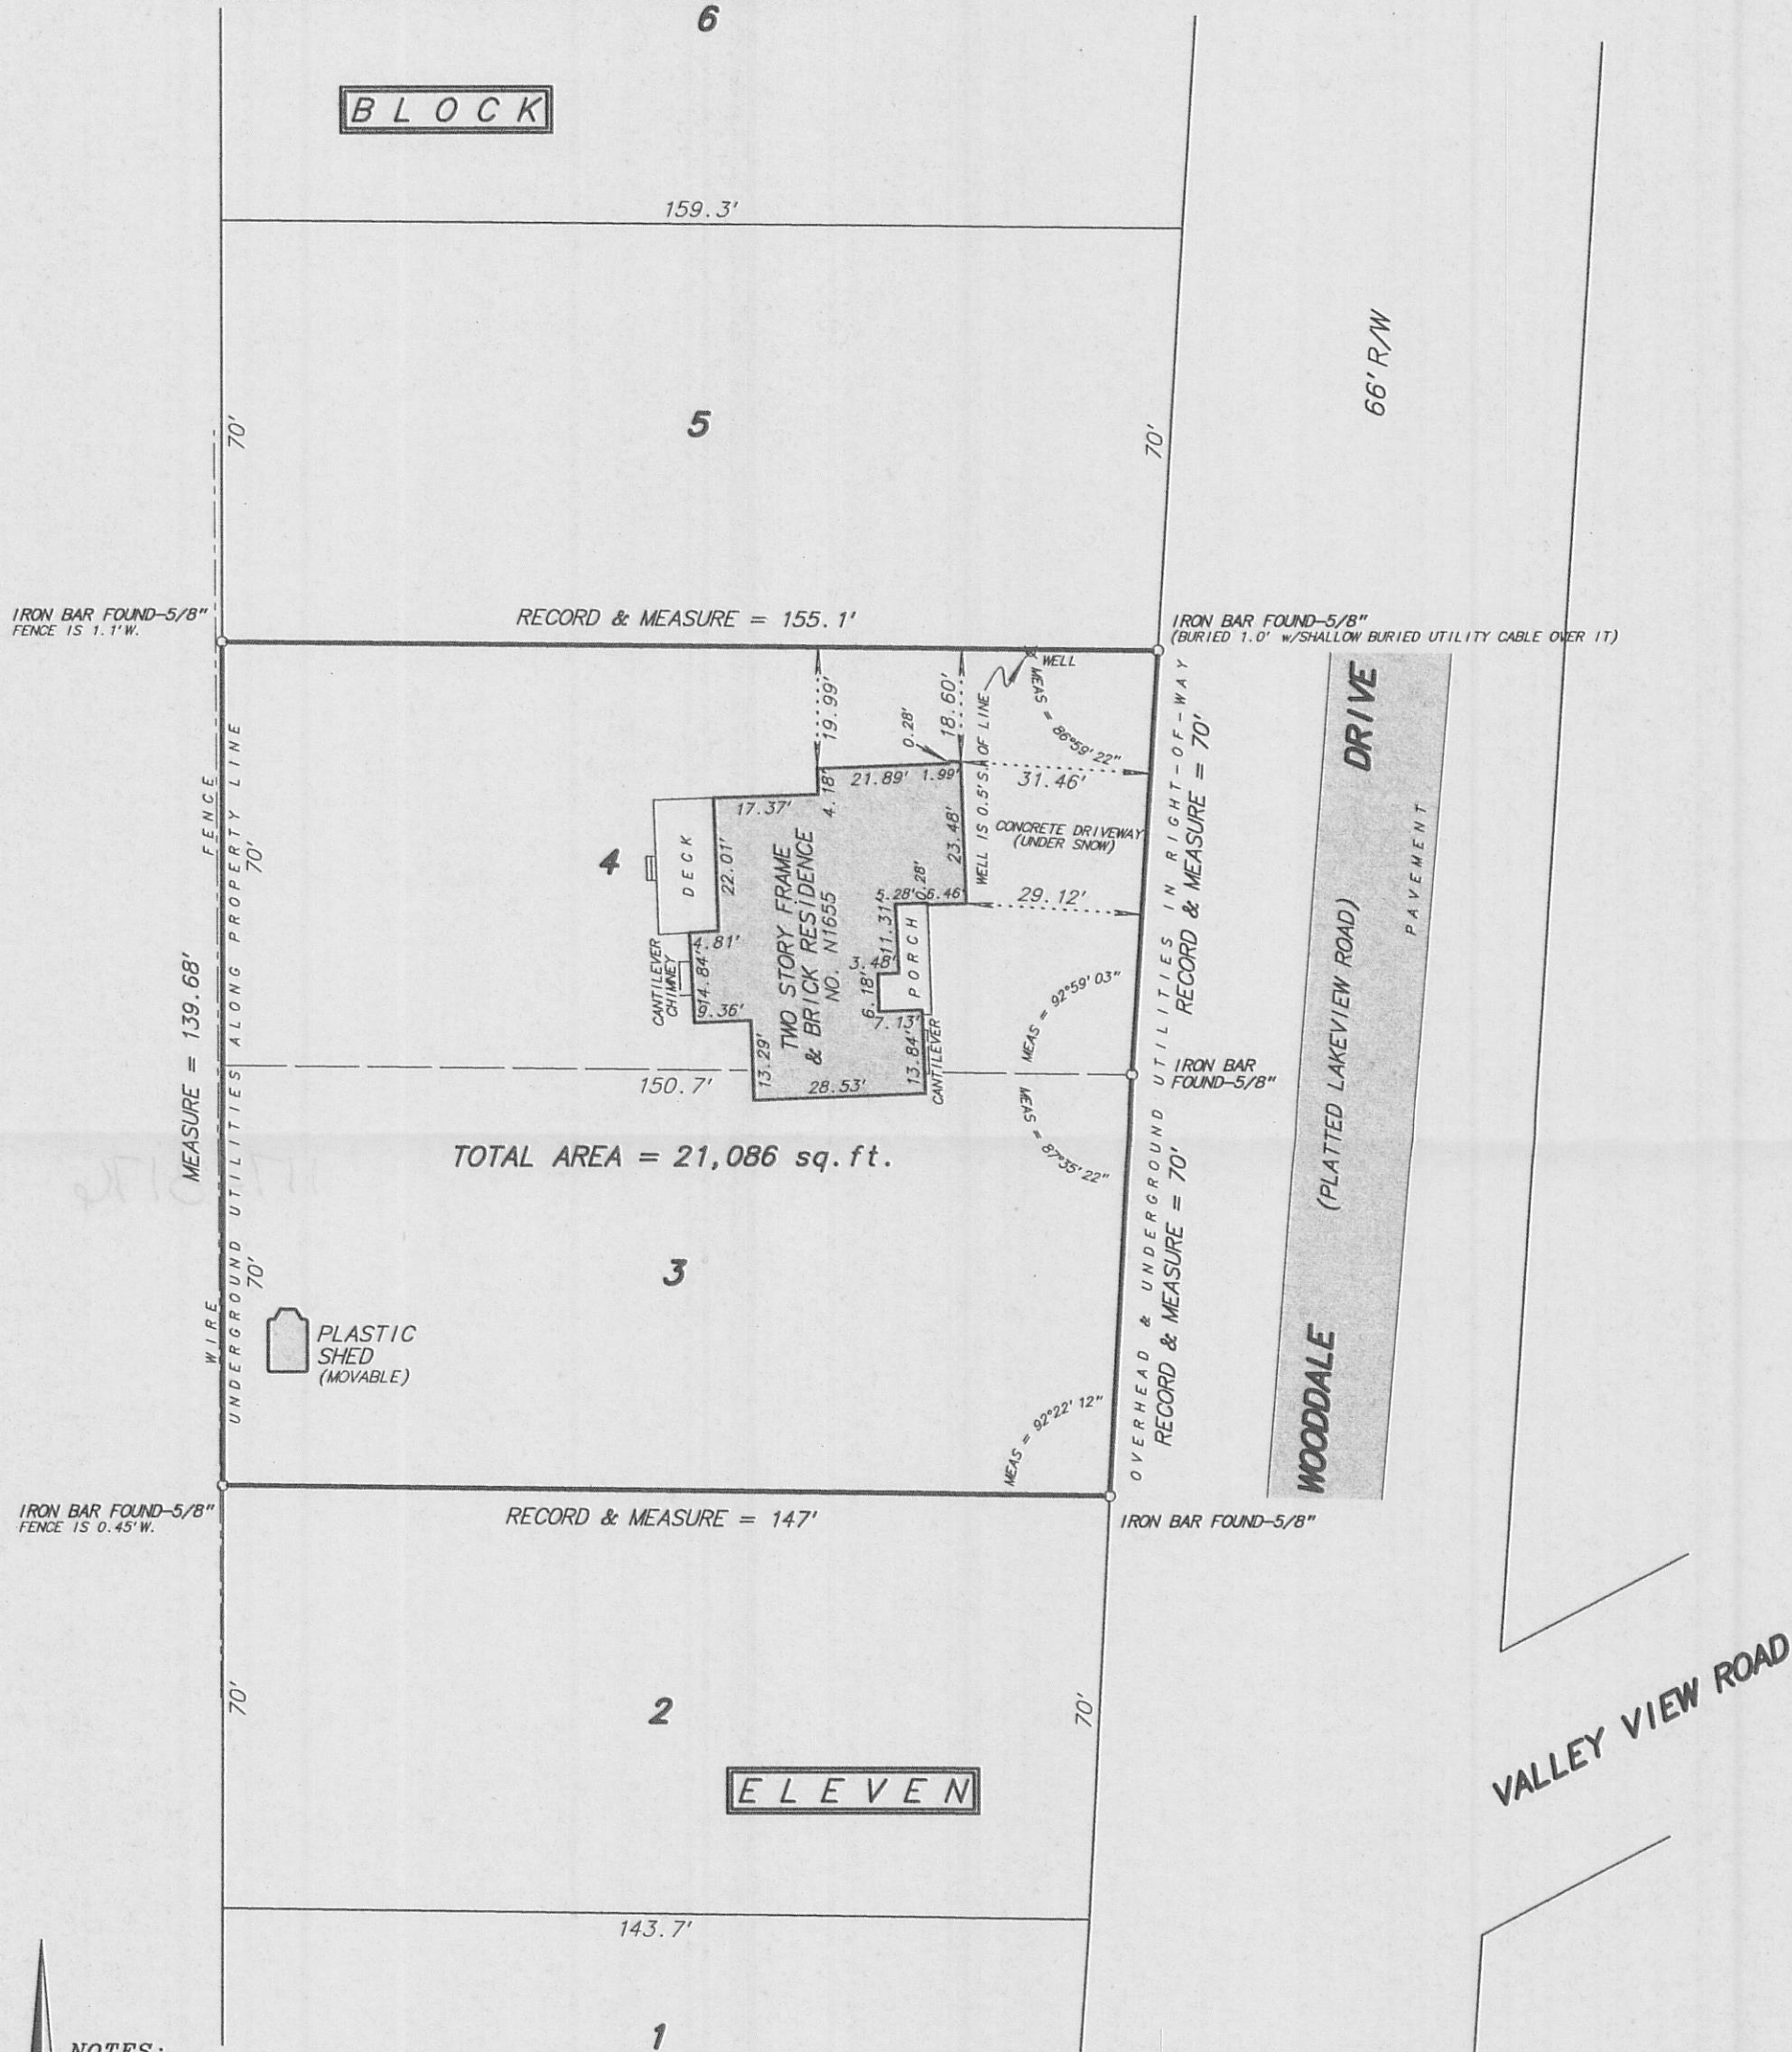 6
BLOCK
159.3'
66' R/W
5
70'
70'
IRON BAR FOUND-5/8"
FENCE IS 1.1'W.
RECORD & MEASURE = 155.1'
IRON BAR FOUND-5/8"
(BURIED 1.0' w/SHALLOW BURIED UTILITY CABLE OVER IT)
WELL
MEAS = 86°59'22"
19.99'
0.28'
18.60'
WELL IS 0.5' S. OF LINE
21.89'
1.99'
31.46'
17.37'
4.18'
CONCRETE DRIVEWAY
(UNDER SNOW)
23.48'
4
DECK
22.01'
TWO STORY FRAME
& BRICK RESIDENCE
NO. N1655
5.28'
0.28'
6.46'
29.12'
11.31'
PORCH
3.48'
6.18'
7.13'
4.81'
14.84'
CANTILEVER
CHIMNEY
9.36'
13.29'
28.53'
13.84'
CANTILEVER
MEAS = 92°59'03"
MEAS = 87°35'22"
150.7'
IRON BAR
FOUND-5/8"
WIRE FENCE
UNDERGROUND UTILITIES ALONG PROPERTY LINE
70'
70'
MEASURE = 139.68'
OVERHEAD & UNDERGROUND UTILITIES IN RIGHT-OF-WAY
RECORD & MEASURE = 70'
RECORD & MEASURE = 70'
WOODDALE DRIVE
(PLATTED LAKEVIEW ROAD)
PAVEMENT
TOTAL AREA = 21,086 sq.ft.
3
PLASTIC
SHED
(MOVABLE)
MEAS = 92°22'12"
IRON BAR FOUND-5/8"
FENCE IS 0.45'W.
RECORD & MEASURE = 147'
IRON BAR FOUND-5/8"
70'
2
70'
ELEVEN
VALLEY VIEW ROAD
143.7'
1
NOTES: